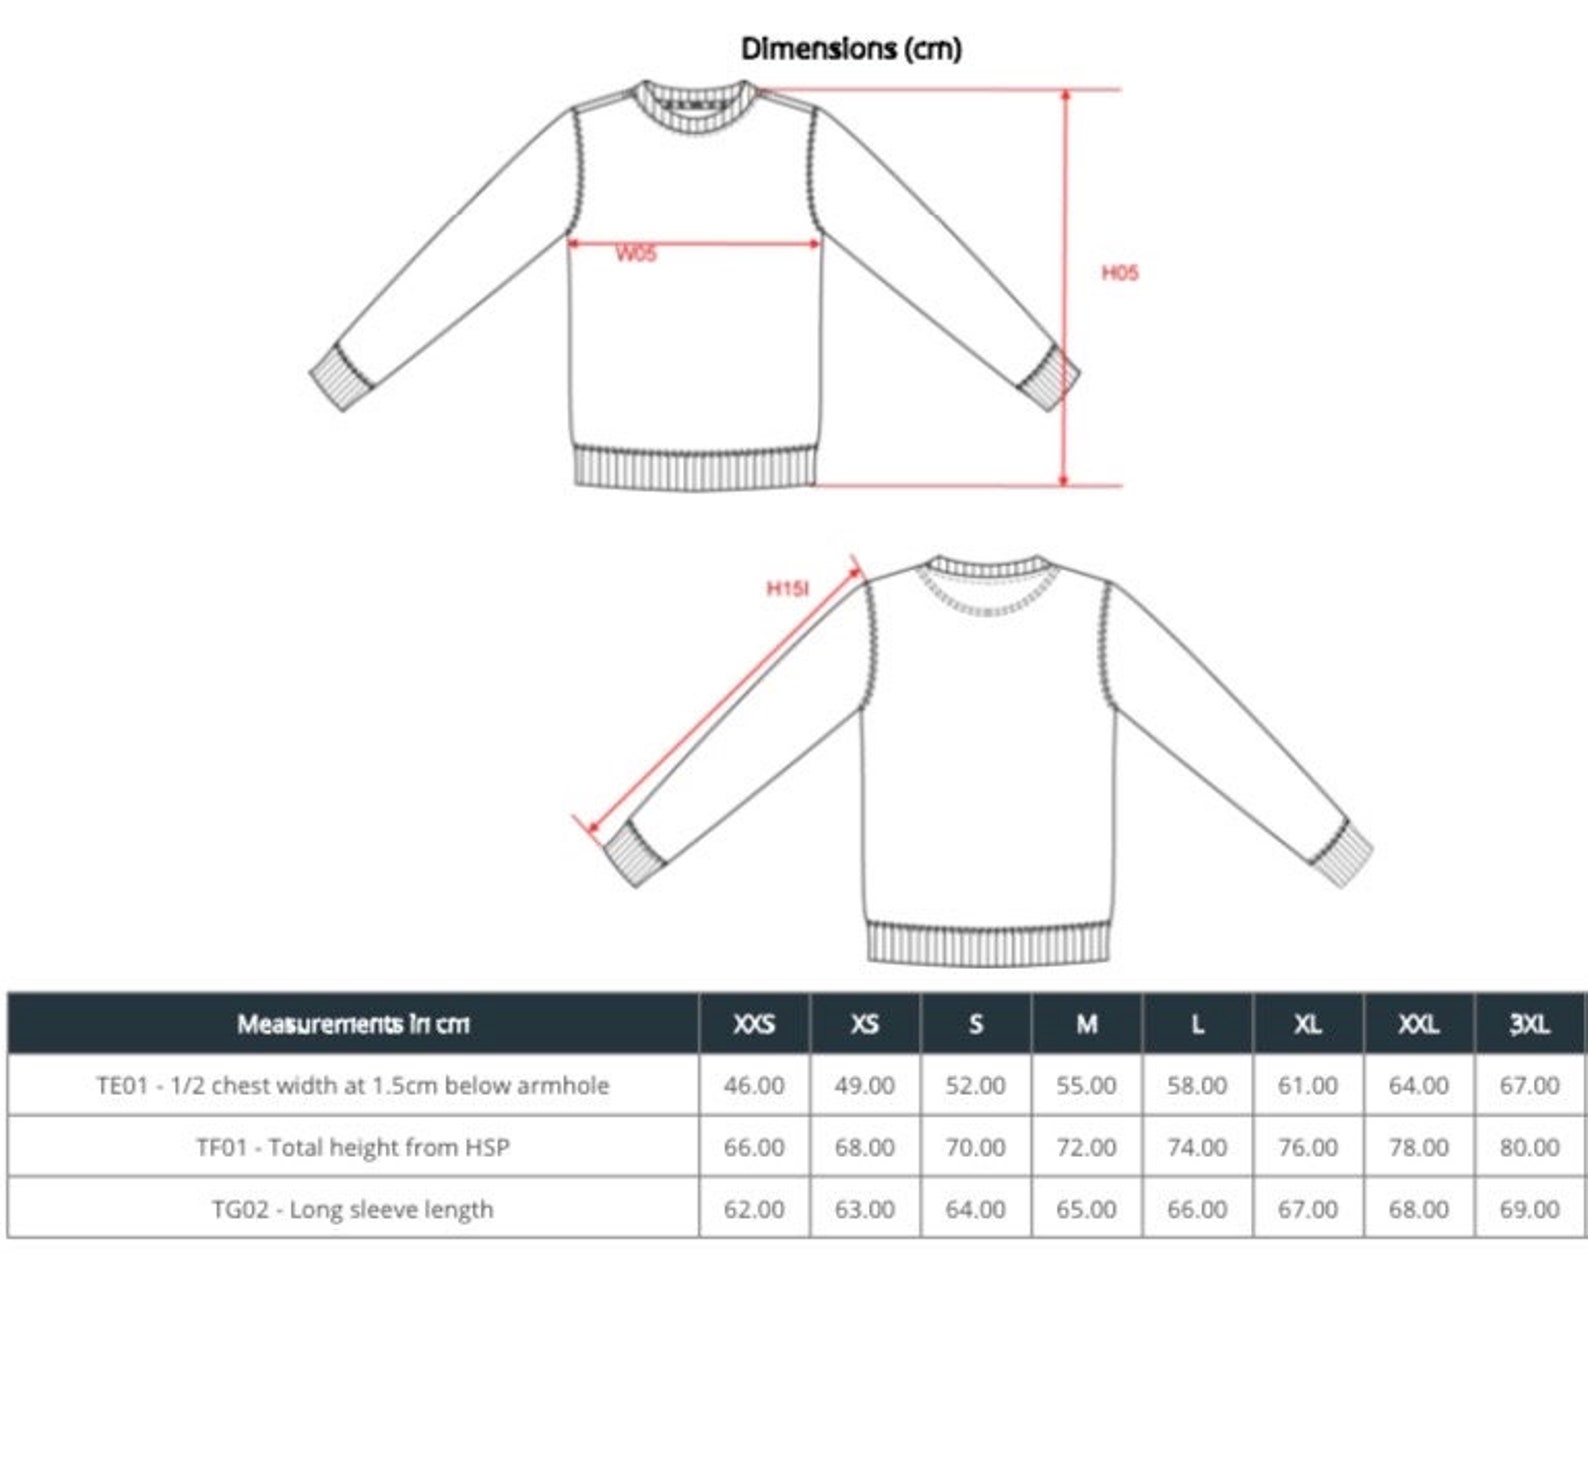 Dimensions (cm)
W05
H05
H15I
Measurements in cm XXS XS S M L XL XXL 3XL
TE01 - 1/2 chest width at 1.5cm below armhole 46.00 49.00 52.00 55.00 58.00 61.00 64.00 67.00
TF01 - Total height from HSP 66.00 68.00 70.00 72.00 74.00 76.00 78.00 80.00
TG02 - Long sleeve length 62.00 63.00 64.00 65.00 66.00 67.00 68.00 69.00